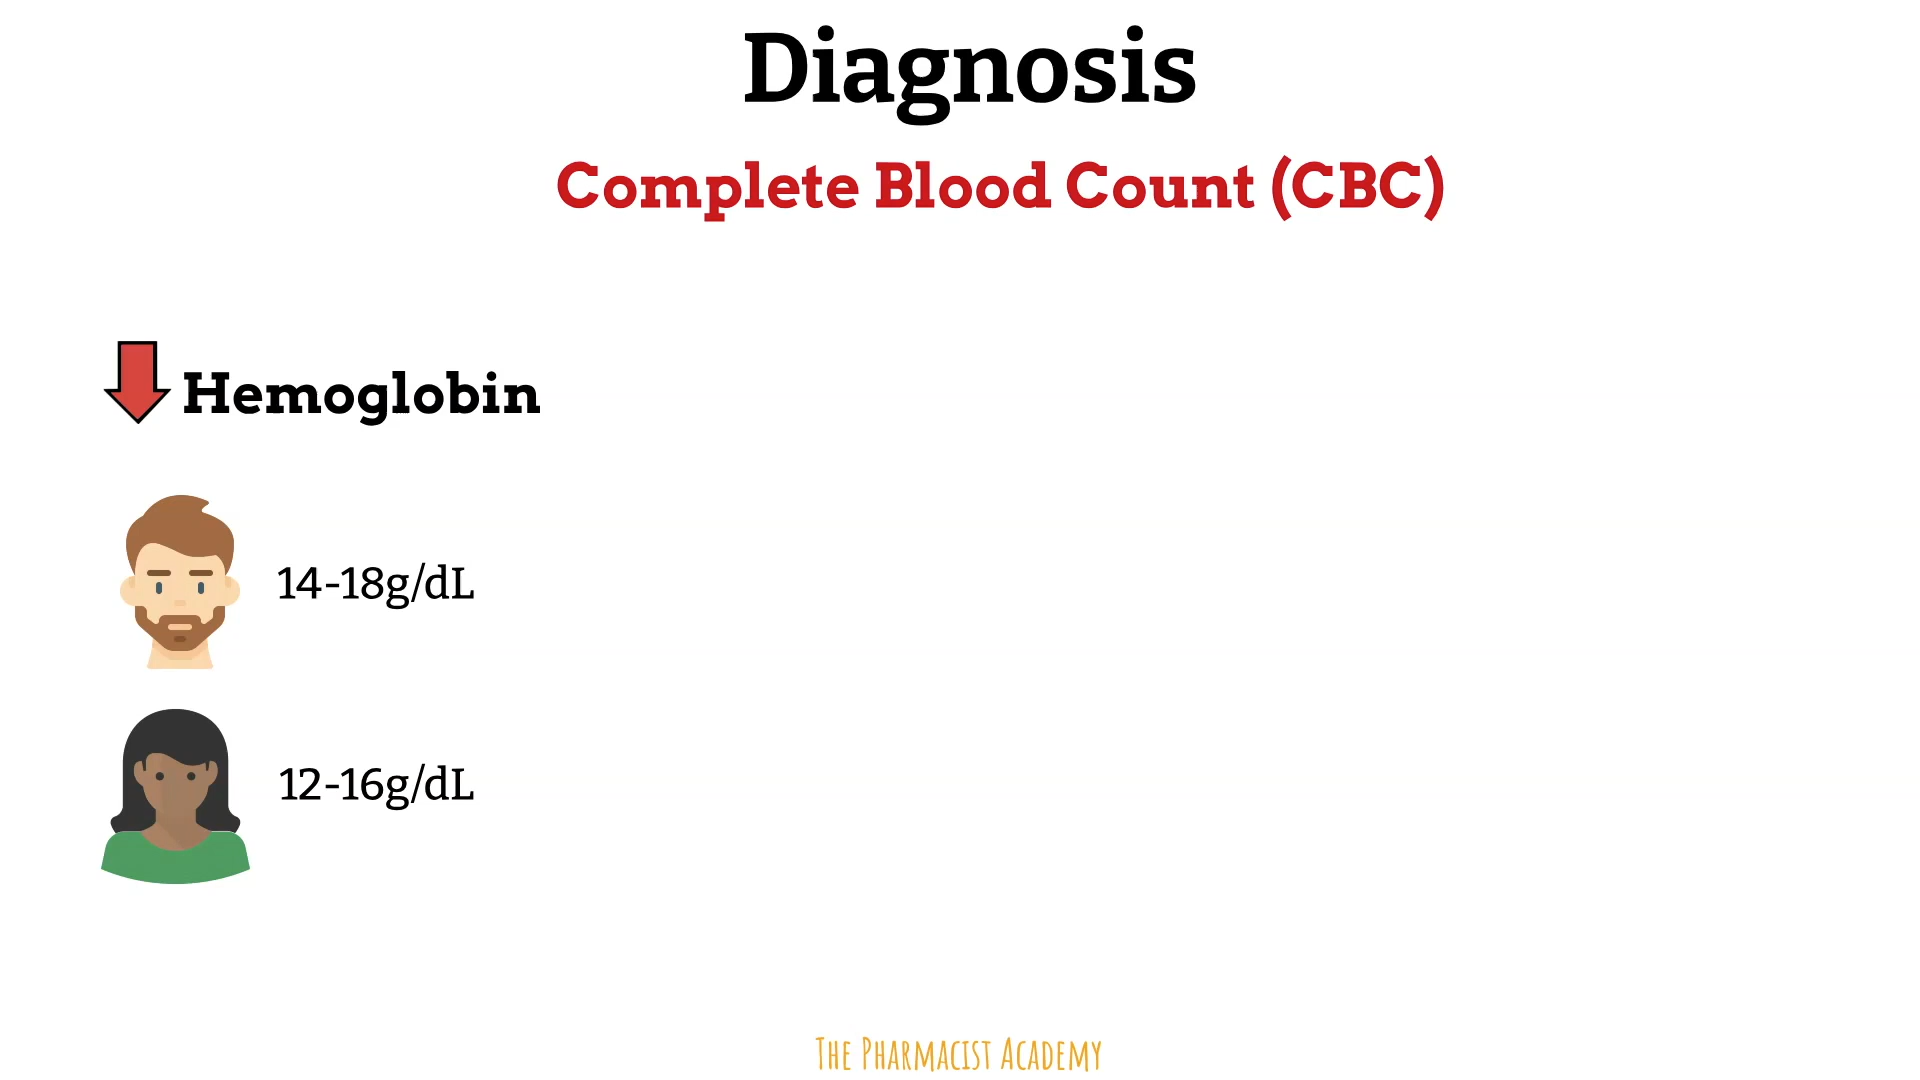 Diagnosis
Complete Blood Count (CBC)
Hemoglobin
14-18g/dL
12-16g/dL
The Pharmacist Academy